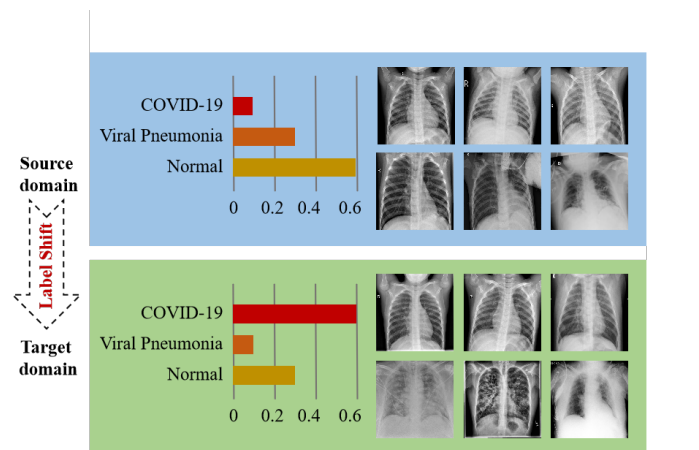 COVID-19
Viral Pneumonia
Normal
0 0.2 0.4 0.6
Source
domain
Label Shift
Target
domain
COVID-19
Viral Pneumonia
Normal
0 0.2 0.4 0.6
R